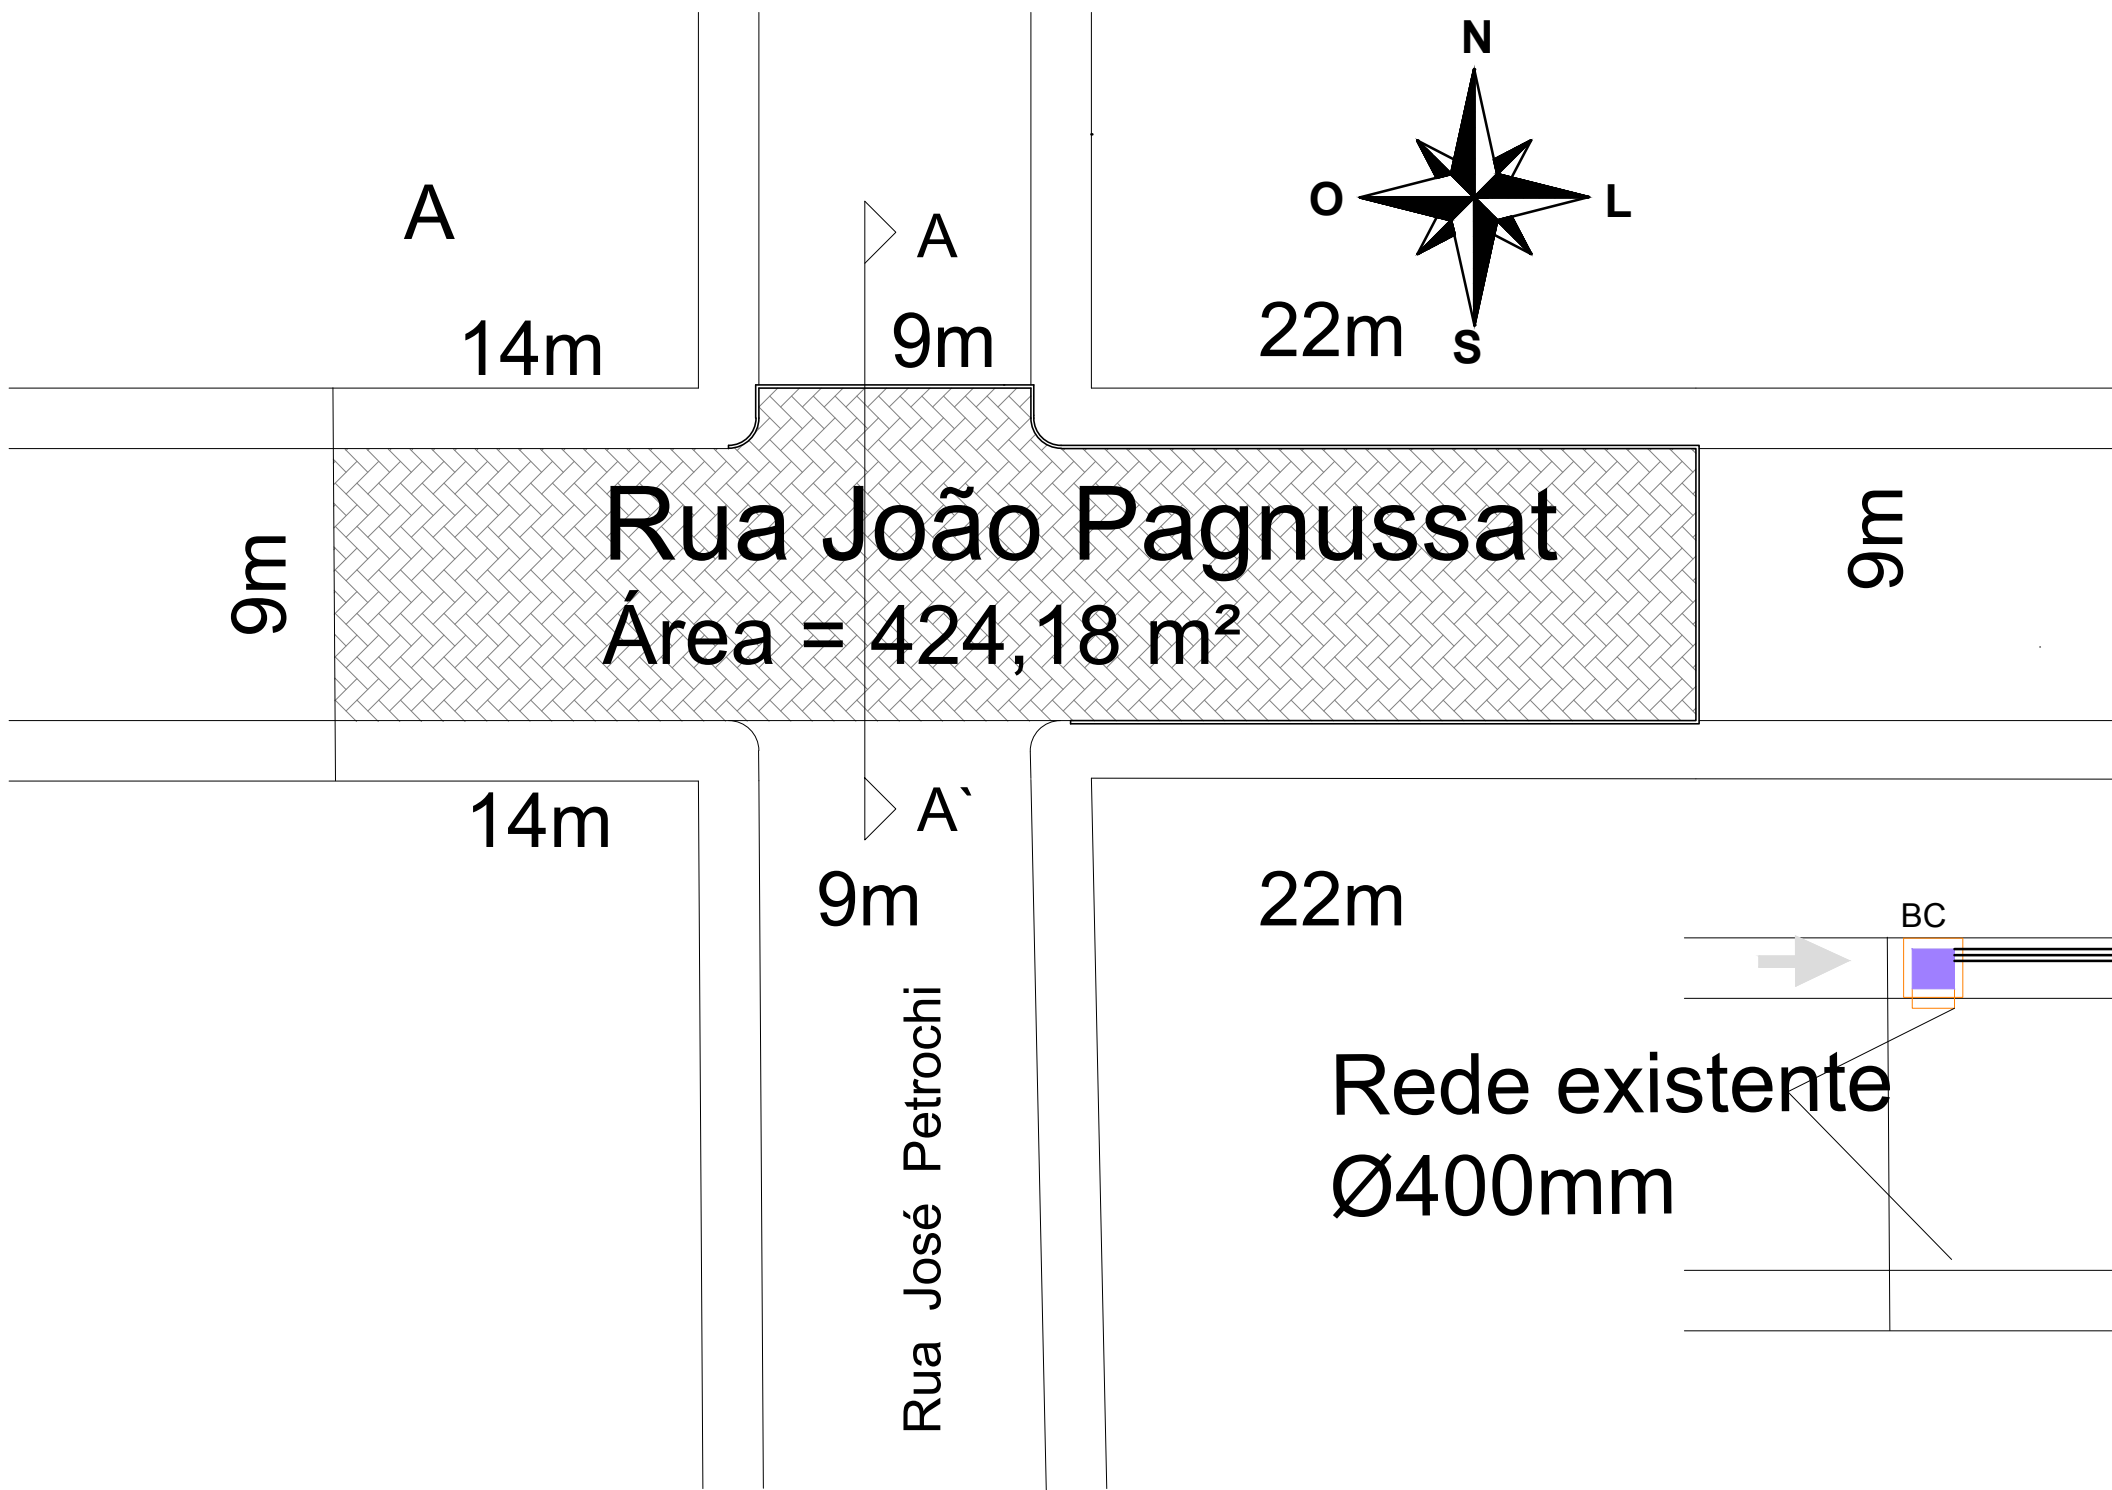 N
A
A
O
L
14m
9m
22m
S
Rua João Pagnussat
9m
9m
Área = 424,18 m²
14m
A`
9m
22m
BC
Rua José Petrochi
Rede existente
Ø400mm